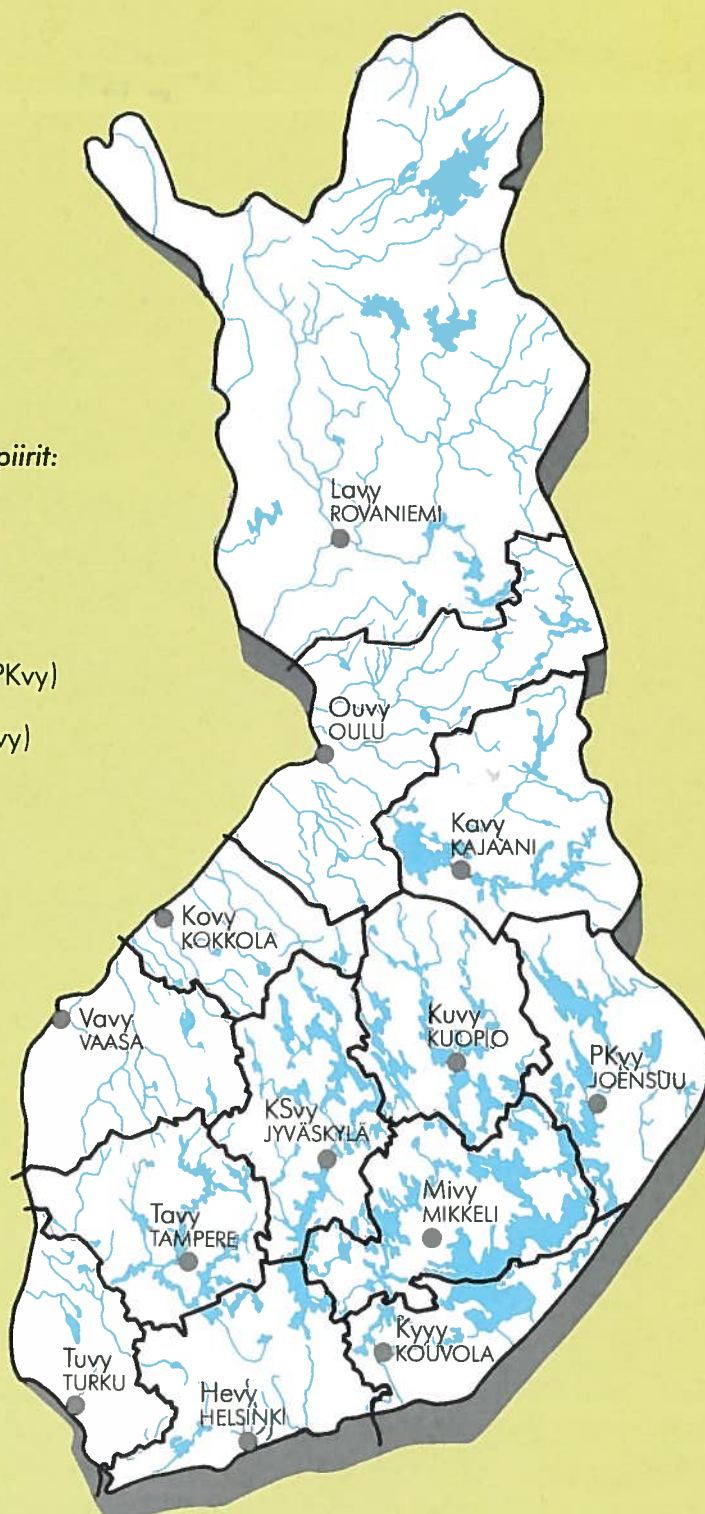 piirit:
PKvy)
vy)
Lavy
ROVANIEMI
Ouvy
OULU
Kavy
KAJAANI
Kovy
KOKKOLA
Vavy
VAASA
Kuvy
KUOPIO
PKvy
JOENSUU
KSvy
JYVÄSKYLÄ
Mivy
MIKKELI
Tavy
TAMPERE
Kyyy
KOUVOLA
Tuvy
TURKU
Hevy
HELSINKI